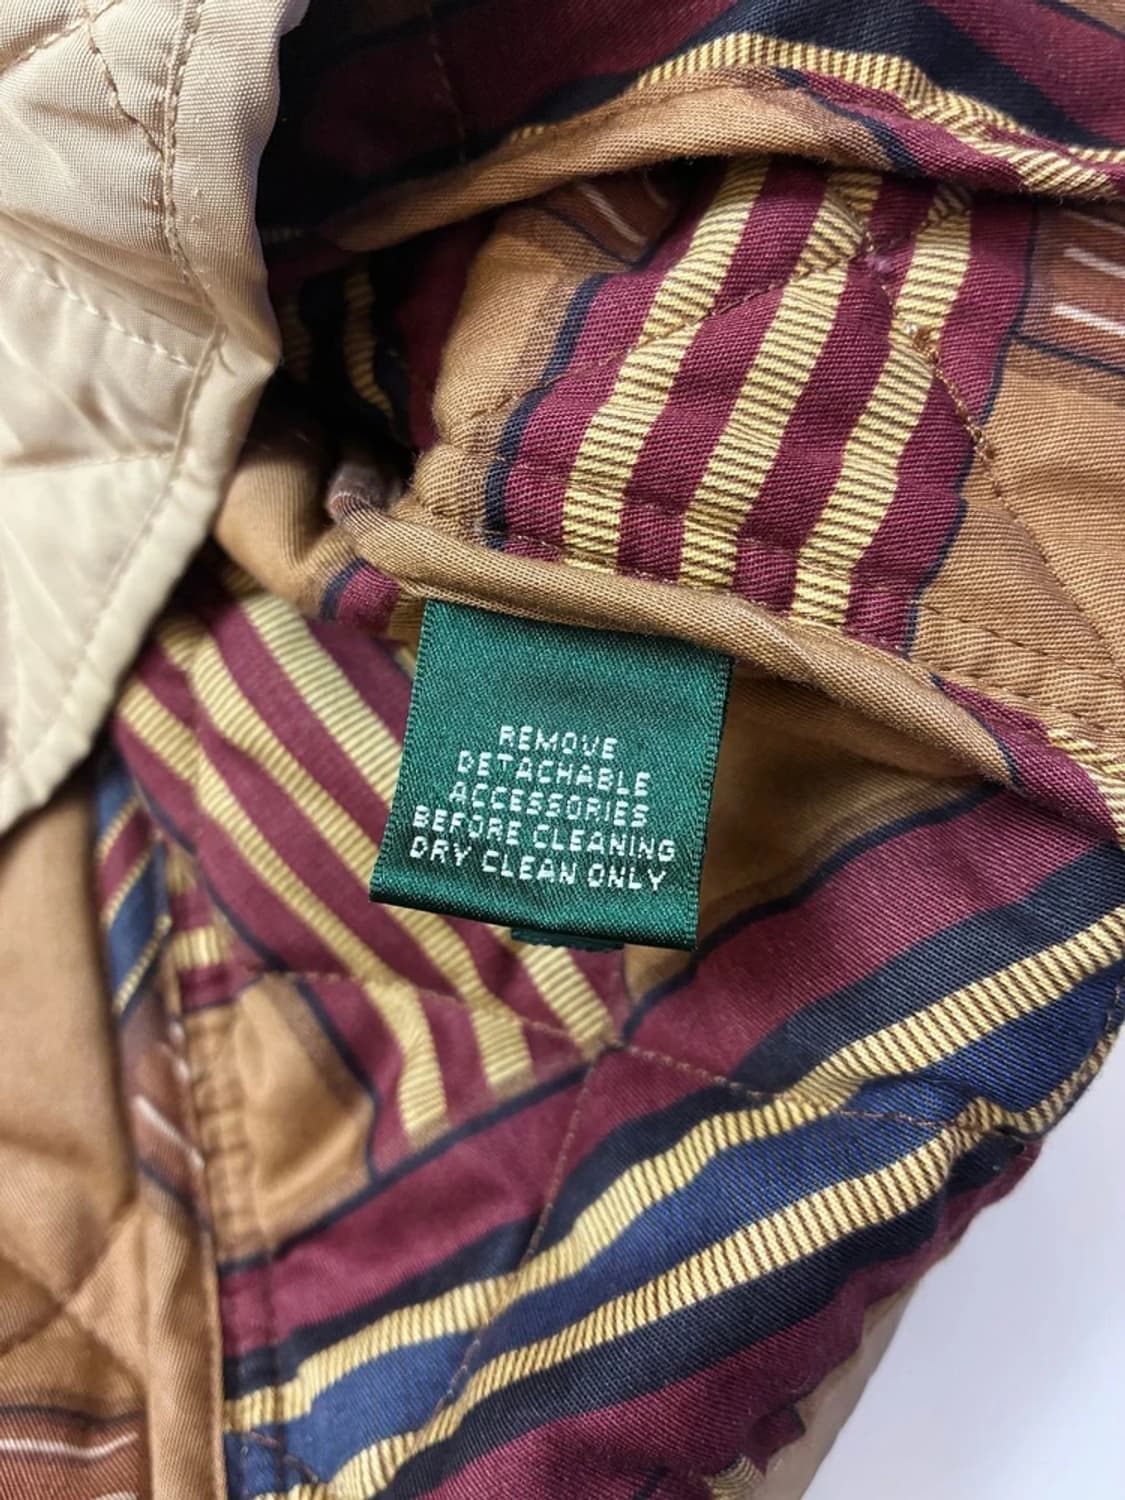 REMOVE
DETACHABLE
ACCESSORIES
BEFORE CLEANING
DRY CLEAN ONLY